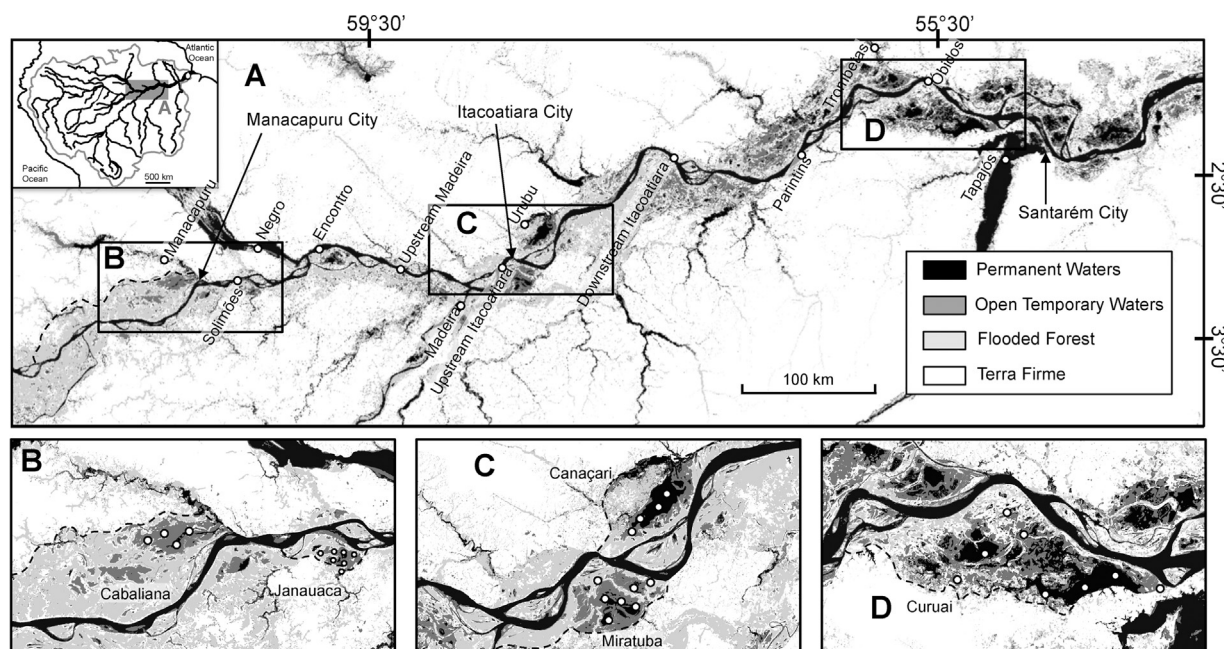 59°30'
55°30'
Atlantic
Ocean
A
Pacific
Ocean
500 km
A
Manacapuru City
Itacoatiara City
Manacapuru
Negro
Encontro
Upstream Madeira
Solimões
Madeira
Upstream Itacoatiara
Urubu
Downstream Itacoatiara
Parintins
Trombetas
Óbidos
Tapajós
Santarém City
B
C
D
2°30'
3°30'
Permanent Waters
Open Temporary Waters
Flooded Forest
Terra Firme
100 km
B
Cabaliana
Janauaca
C
Canaçari
Miratuba
D
Curuai